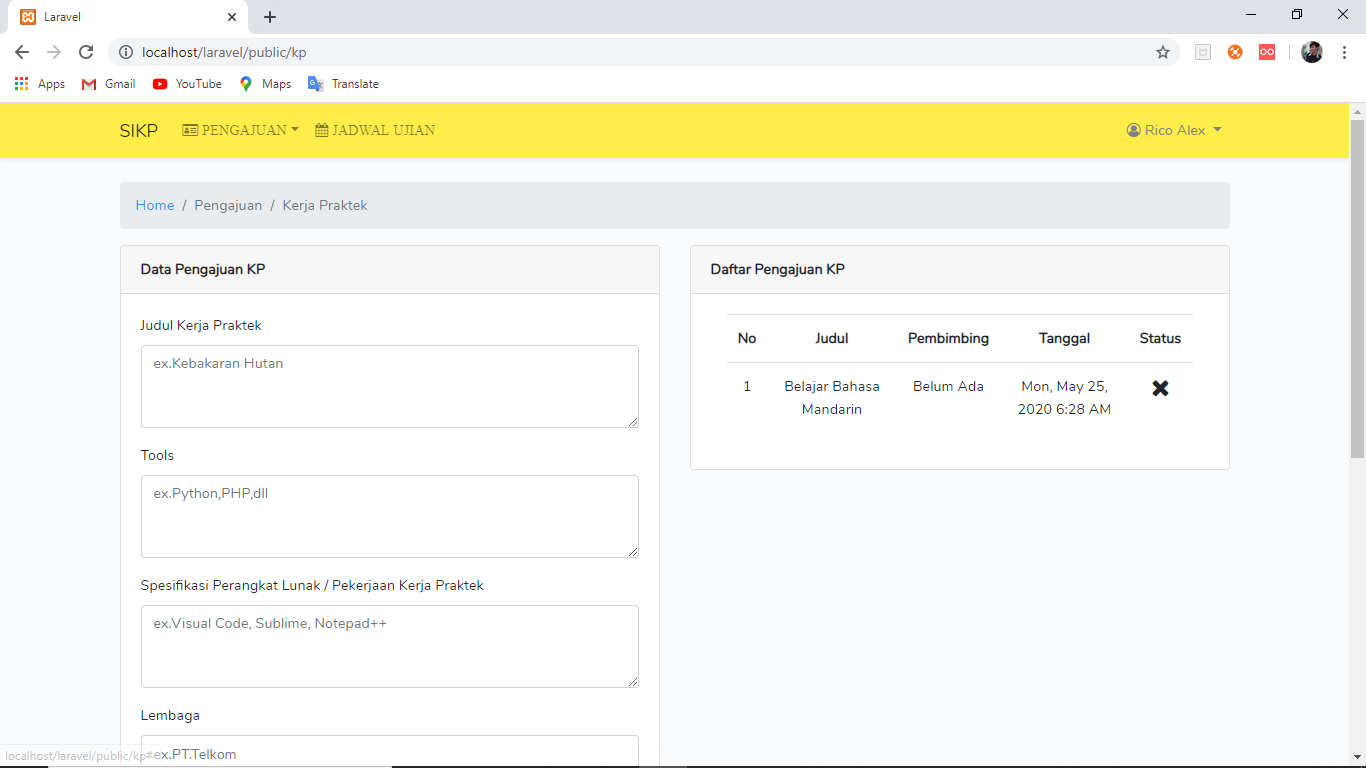 Laravel
localhost/laravel/public/kp
Apps Gmail YouTube Maps Translate
SIKP PENGAJUAN JADWAL UJIAN Rico Alex
Home / Pengajuan / Kerja Praktek
Data Pengajuan KP
Judul Kerja Praktek
ex.Kebakaran Hutan
Tools
ex.Python,PHP,dll
Spesifikasi Perangkat Lunak / Pekerjaan Kerja Praktek
ex.Visual Code, Sublime, Notepad++
Lembaga
ex.PT.Telkom
Daftar Pengajuan KP
No Judul Pembimbing Tanggal Status
1 Belajar Bahasa Belum Ada Mon, May 25,
Mandarin 2020 6:28 AM
localhost/laravel/public/kp#